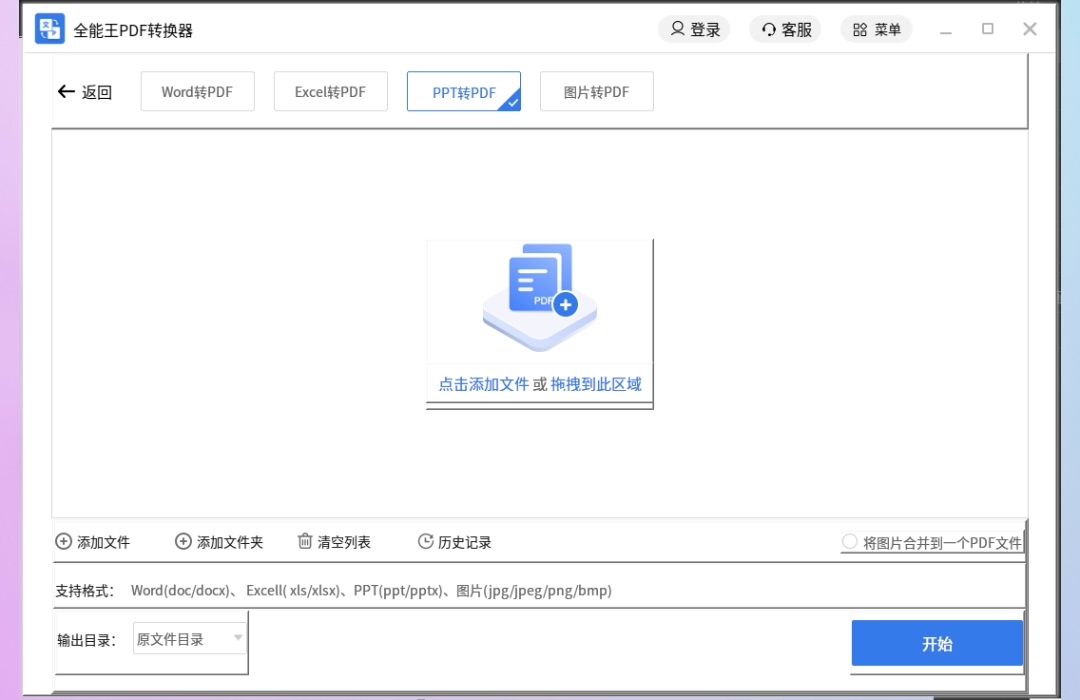 全能王PDF转换器
登录
客服
菜单
返回
Word转PDF
Excel转PDF
PPT转PDF
图片转PDF
PDF
点击添加文件 或 拖拽到此区域
添加文件
添加文件夹
清空列表
历史记录
将图片合并到一个PDF文件
支持格式： Word(doc/docx)、 Excell( xls/xlsx)、PPT(ppt/pptx)、图片(jpg/jpeg/png/bmp)
输出目录：
原文件目录
开始